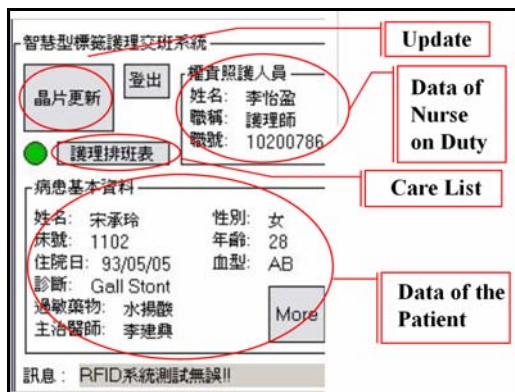 智慧型標籤護理交班系統
Update
晶片更新
登出
權責照護人員
姓名: 李怡盈
職稱: 護理師
職號: 10200786
Data of
Nurse
on Duty
護理排班表
Care List
病患基本資料
姓名: 宋承玲 性別: 女
床號: 1102 年齡: 28
住院日: 93/05/05 血型: AB
診斷: Gall Stont
過敏藥物: 水揚酸
主治醫師: 李建興
More
Data of the
Patient
訊息: RFID系統測試無誤!!